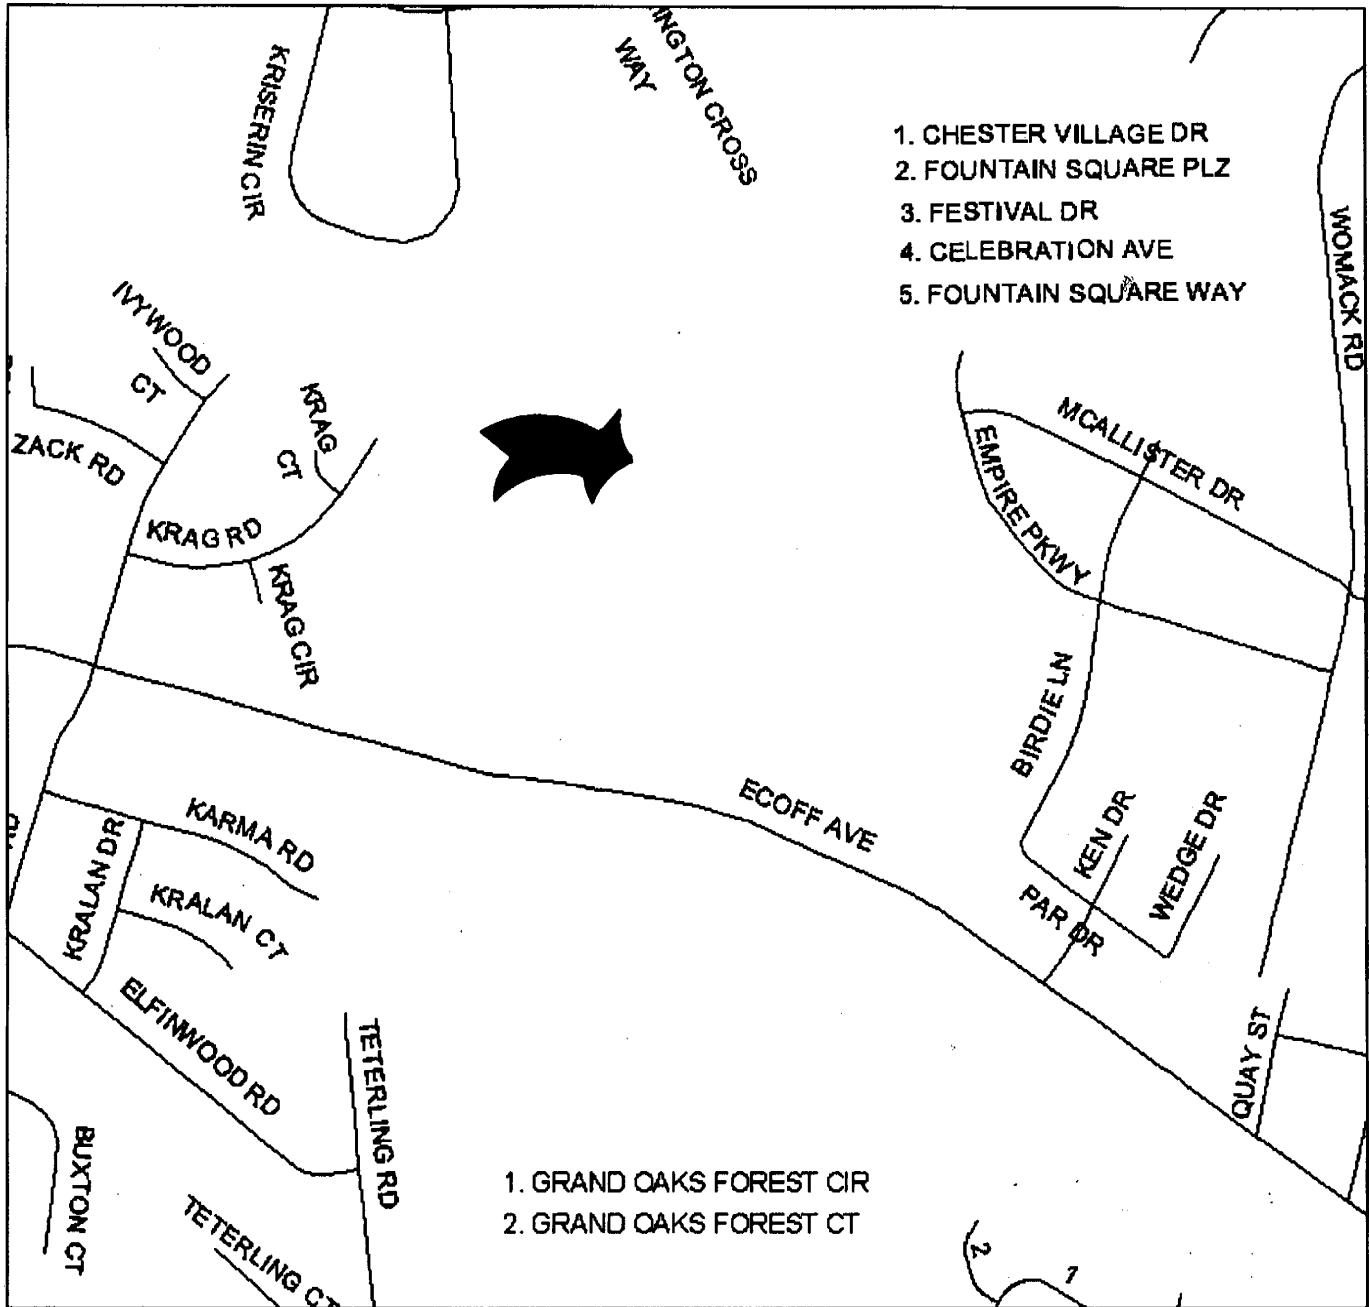 INGTON CROSS
WAY
KRISERIN CIR
1. CHESTER VILLAGE DR
2. FOUNTAIN SQUARE PLZ
3. FESTIVAL DR
4. CELEBRATION AVE
5. FOUNTAIN SQUARE WAY
WOMACK RD
IVYWOOD
CT
KRAG
CT
ZACK RD
KRAG RD
KRAG CIR
MCALLISTER DR
EMPIRE PKWY
BIRDIE LN
ECOFF AVE
KEN DR
WEDGE DR
PAR DR
KARMA RD
KRALAN DR
KRALAN CT
ELFINWOOD RD
TETERLING RD
QUAY ST
BUXTON CT
TETERLING CT
1. GRAND OAKS FOREST CIR
2. GRAND OAKS FOREST CT
2
1